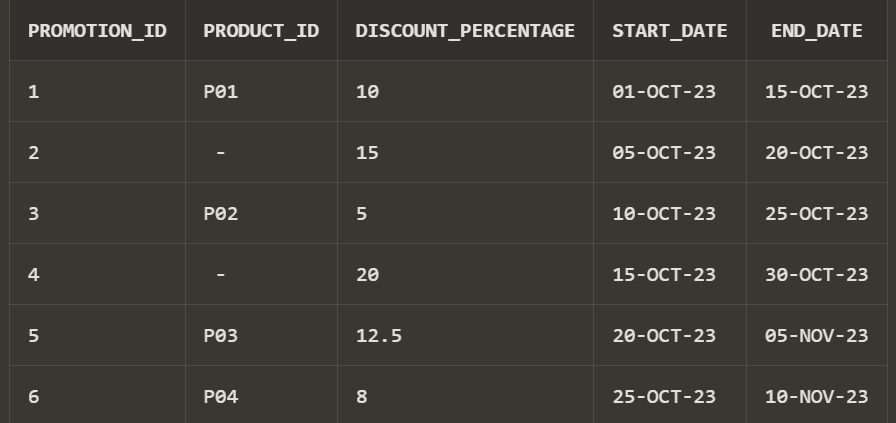 PROMOTION_ID PRODUCT_ID DISCOUNT_PERCENTAGE START_DATE END_DATE
1 P01 10 01-OCT-23 15-OCT-23
2 - 15 05-OCT-23 20-OCT-23
3 P02 5 10-OCT-23 25-OCT-23
4 - 20 15-OCT-23 30-OCT-23
5 P03 12.5 20-OCT-23 05-NOV-23
6 P04 8 25-OCT-23 10-NOV-23